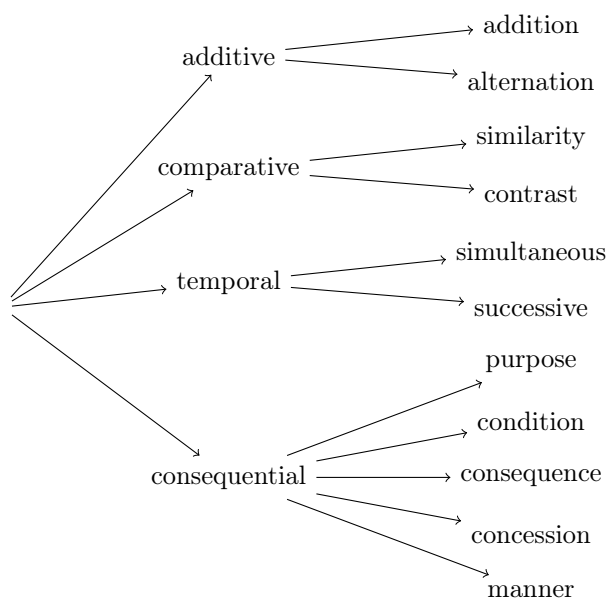 additive
addition
alternation
comparative
similarity
contrast
temporal
simultaneous
successive
consequential
purpose
condition
consequence
concession
manner